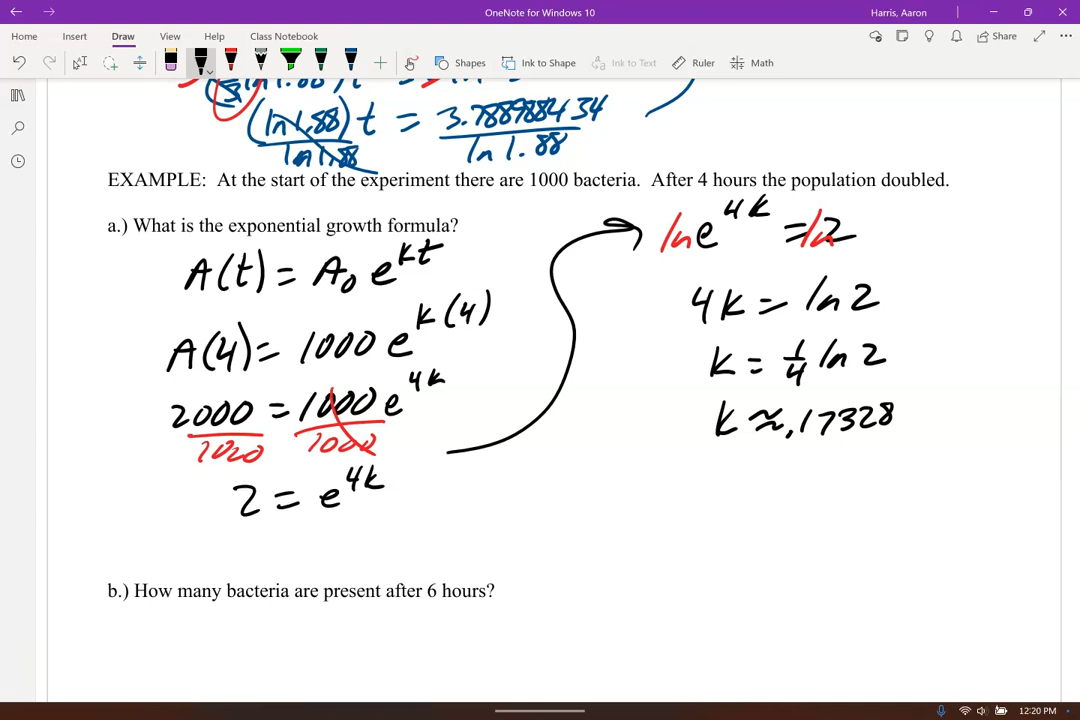 OneNote for Windows 10
Harris, Aaron
Home Insert Draw View Help Class Notebook
Share
Shapes Ink to Shape Ink to Text Ruler Math
(ln 1.88) t = 3.788988434
ln 1.88 ln 1.88
EXAMPLE: At the start of the experiment there are 1000 bacteria. After 4 hours the population doubled.
a.) What is the exponential growth formula?
A(t) = A₀ e^kt
A(4) = 1000 e^k(4)
2000 = 1000 e^4k
1000 1000
2 = e^4k
ln e^4k = ln 2
4k = ln 2
k = 1/4 ln 2
k ≈ .17328
b.) How many bacteria are present after 6 hours?
12:20 PM